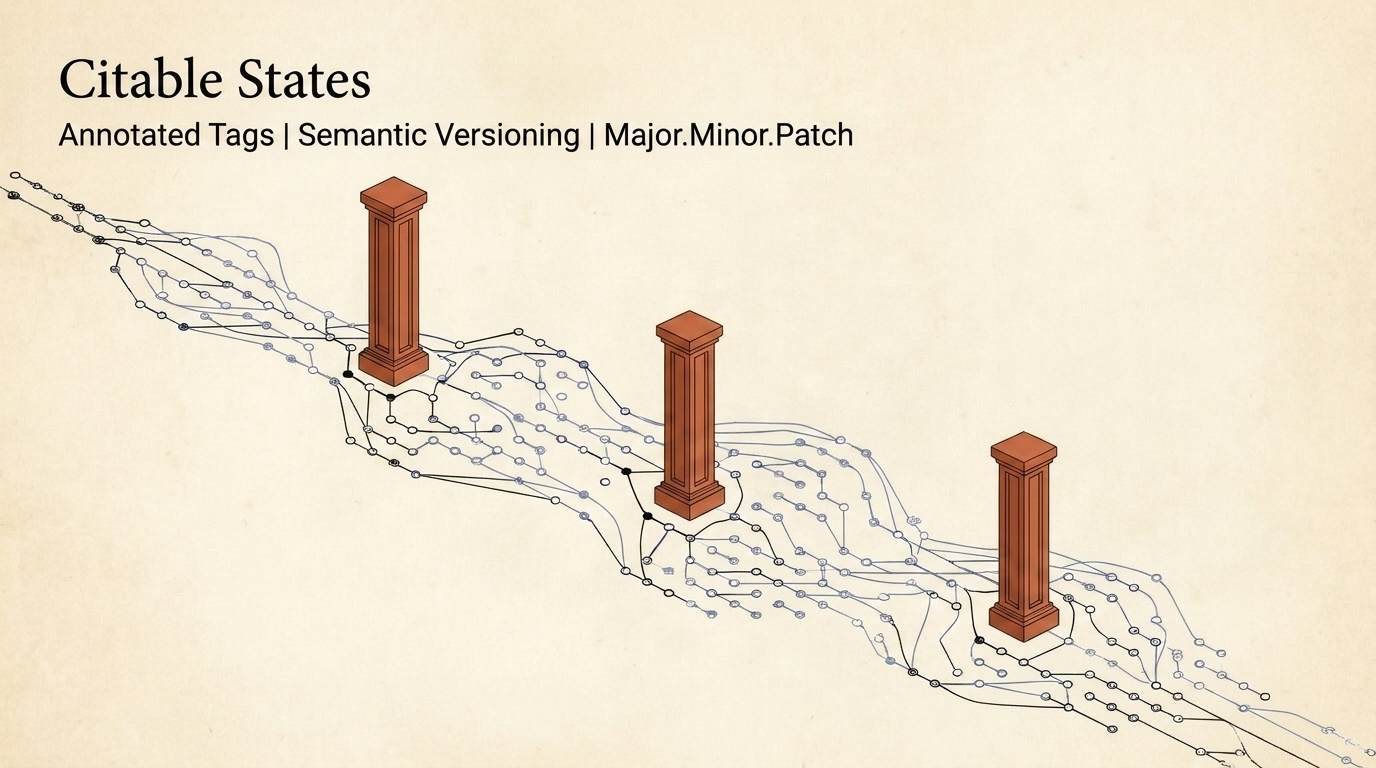 Citable States
Annotated Tags | Semantic Versioning | Major.Minor.Patch